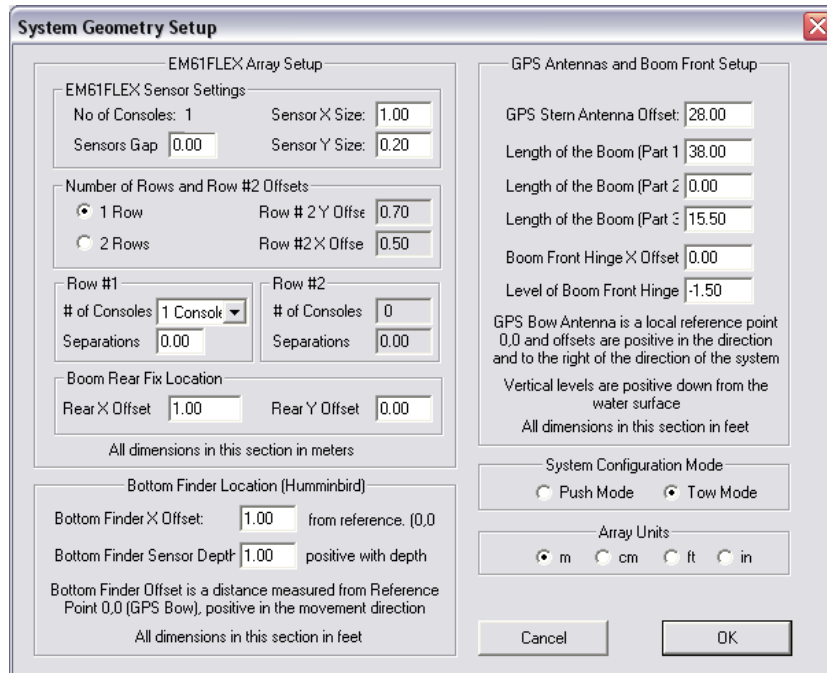 System Geometry Setup
EM61FLEX Array Setup
EM61FLEX Sensor Settings
No of Consoles: 1 Sensor X Size: 1.00
Sensors Gap 0.00 Sensor Y Size: 0.20
Number of Rows and Row #2 Offsets
1 Row Row # 2 Y Offse 0.70
2 Rows Row #2 X Offse 0.50
Row #1
# of Consoles 1 Console
Separations 0.00
Row #2
# of Consoles 0
Separations 0.00
Boom Rear Fix Location
Rear X Offset 1.00 Rear Y Offset 0.00
All dimensions in this section in meters
Bottom Finder Location (Humminbird)
Bottom Finder X Offset: 1.00 from reference. (0,0
Bottom Finder Sensor Depth 1.00 positive with depth
Bottom Finder Offset is a distance measured from Reference
Point 0,0 (GPS Bow), positive in the movement direction
All dimensions in this section in feet
GPS Antennas and Boom Front Setup
GPS Stern Antenna Offset: 28.00
Length of the Boom (Part 1 38.00
Length of the Boom (Part 2 0.00
Length of the Boom (Part 3 15.50
Boom Front Hinge X Offset 0.00
Level of Boom Front Hinge -1.50
GPS Bow Antenna is a local reference point
0,0 and offsets are positive in the direction
and to the right of the direction of the system
Vertical levels are positive down from the
water surface
All dimensions in this section in feet
System Configuration Mode
Push Mode Tow Mode
Array Units
m cm ft in
Cancel OK